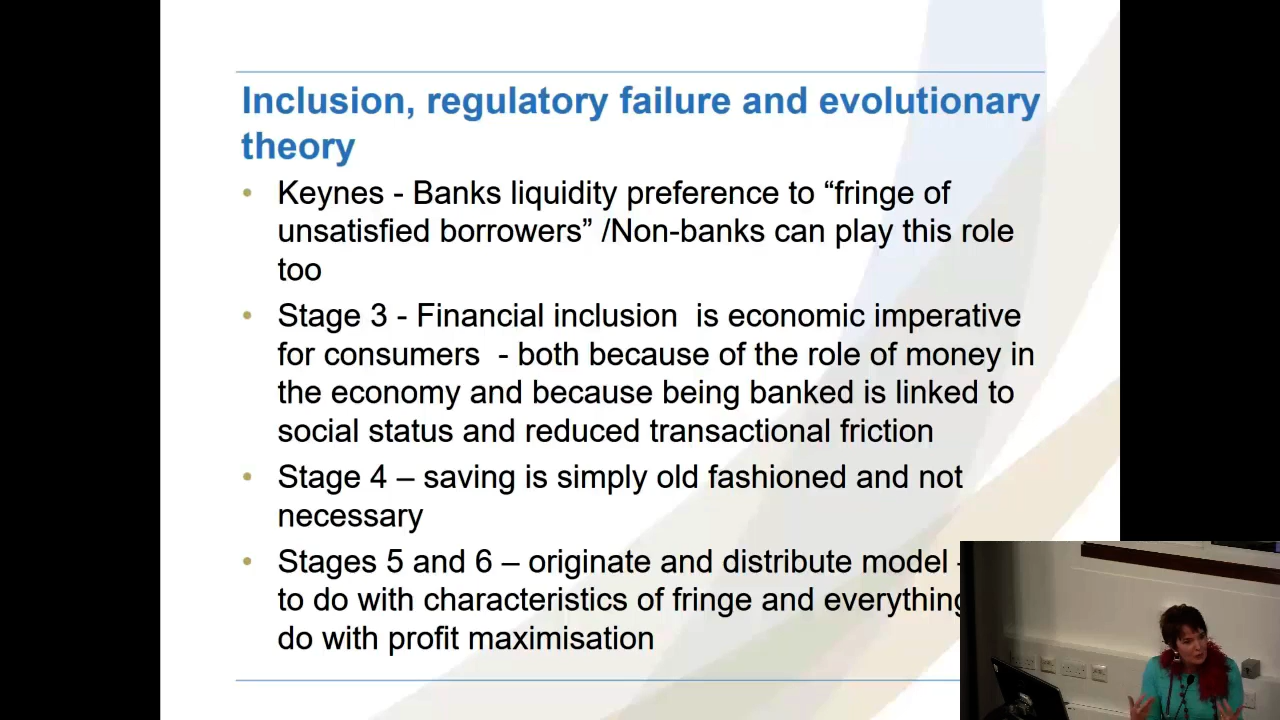 Inclusion, regulatory failure and evolutionary
theory
• Keynes - Banks liquidity preference to “fringe of
unsatisfied borrowers” /Non-banks can play this role
too
• Stage 3 - Financial inclusion  is economic imperative
for consumers  - both because of the role of money in
the economy and because being banked is linked to
social status and reduced transactional friction
• Stage 4 – saving is simply old fashioned and not
necessary
• Stages 5 and 6 – originate and distribute model
to do with characteristics of fringe and everything
do with profit maximisation